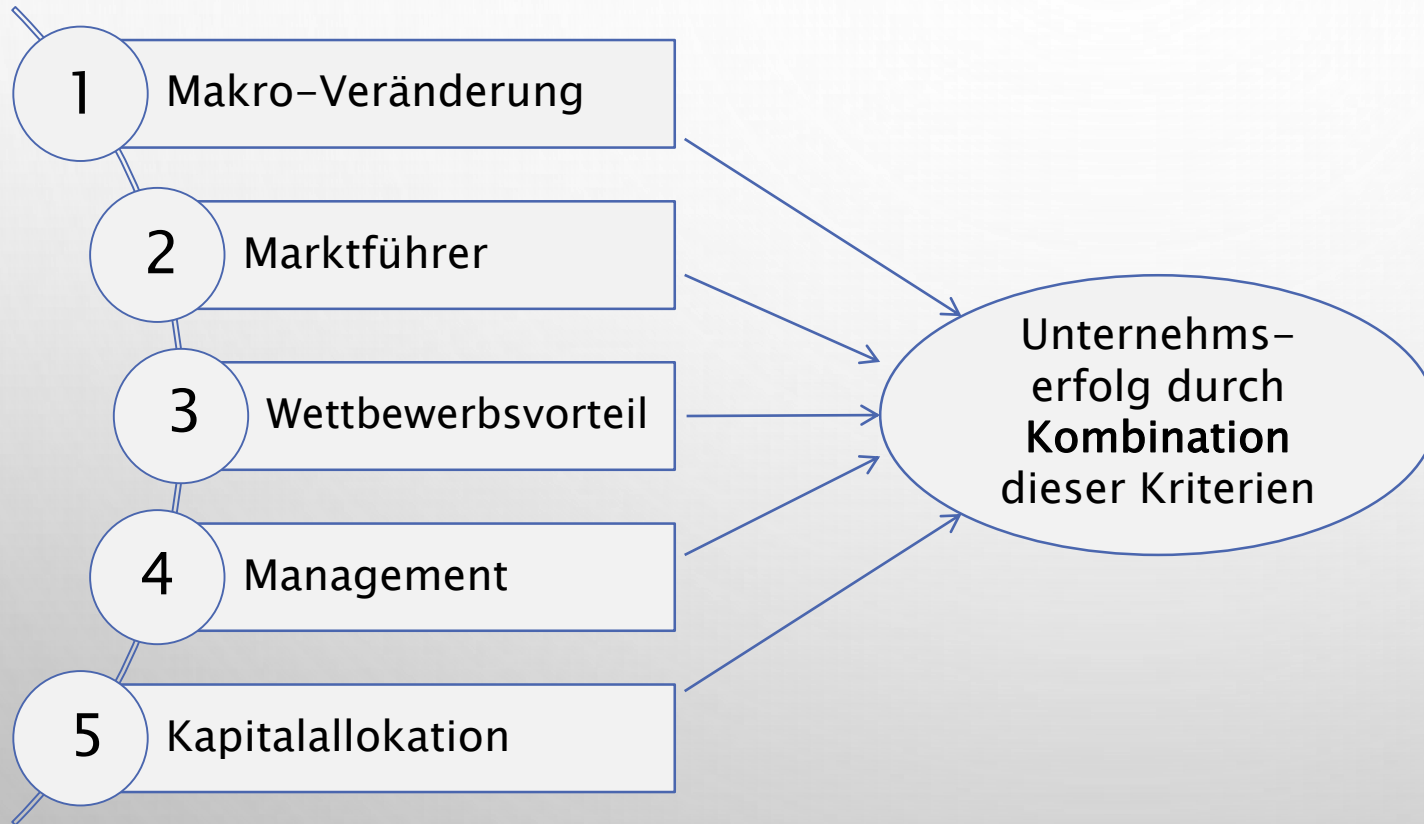 1 Makro-Veränderung
2 Marktführer
3 Wettbewerbsvorteil
4 Management
5 Kapitalallokation
Unternehms-
erfolg durch
Kombination
dieser Kriterien